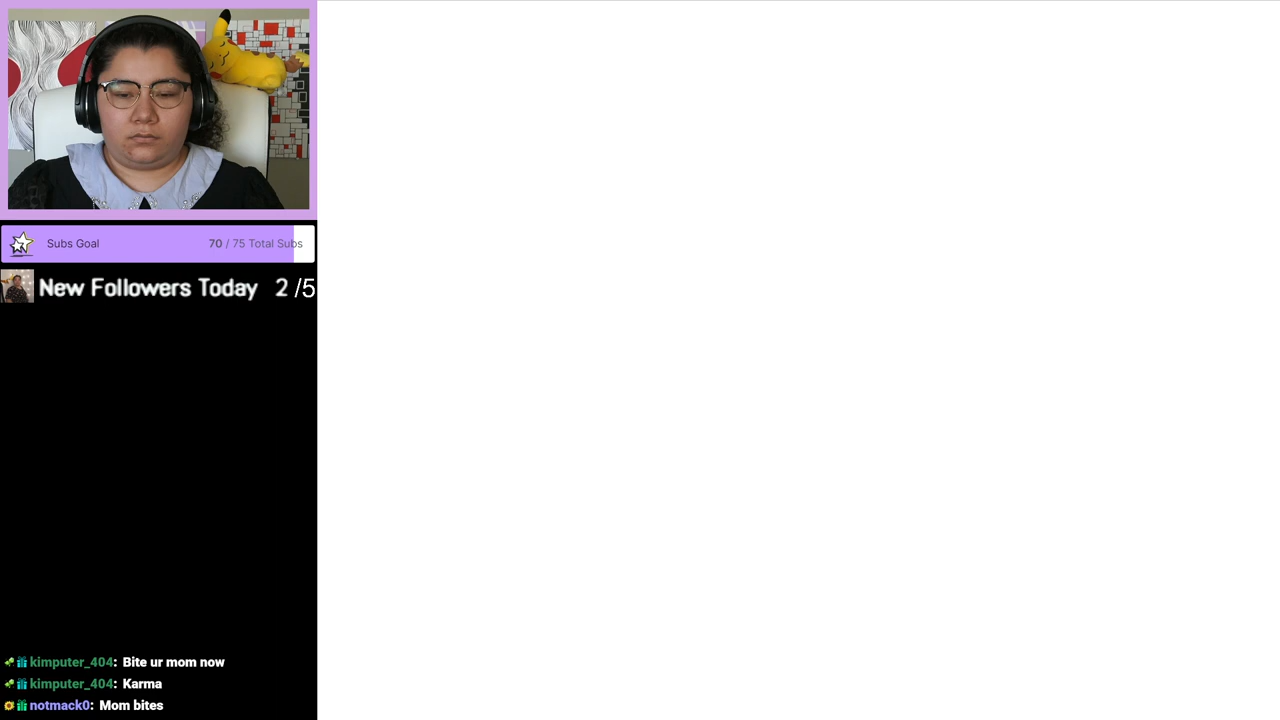 Subs Goal 70 / 75 Total Subs
New Followers Today 2 /5
kimputer_404: Bite ur mom now
kimputer_404: Karma
notmack0: Mom bites